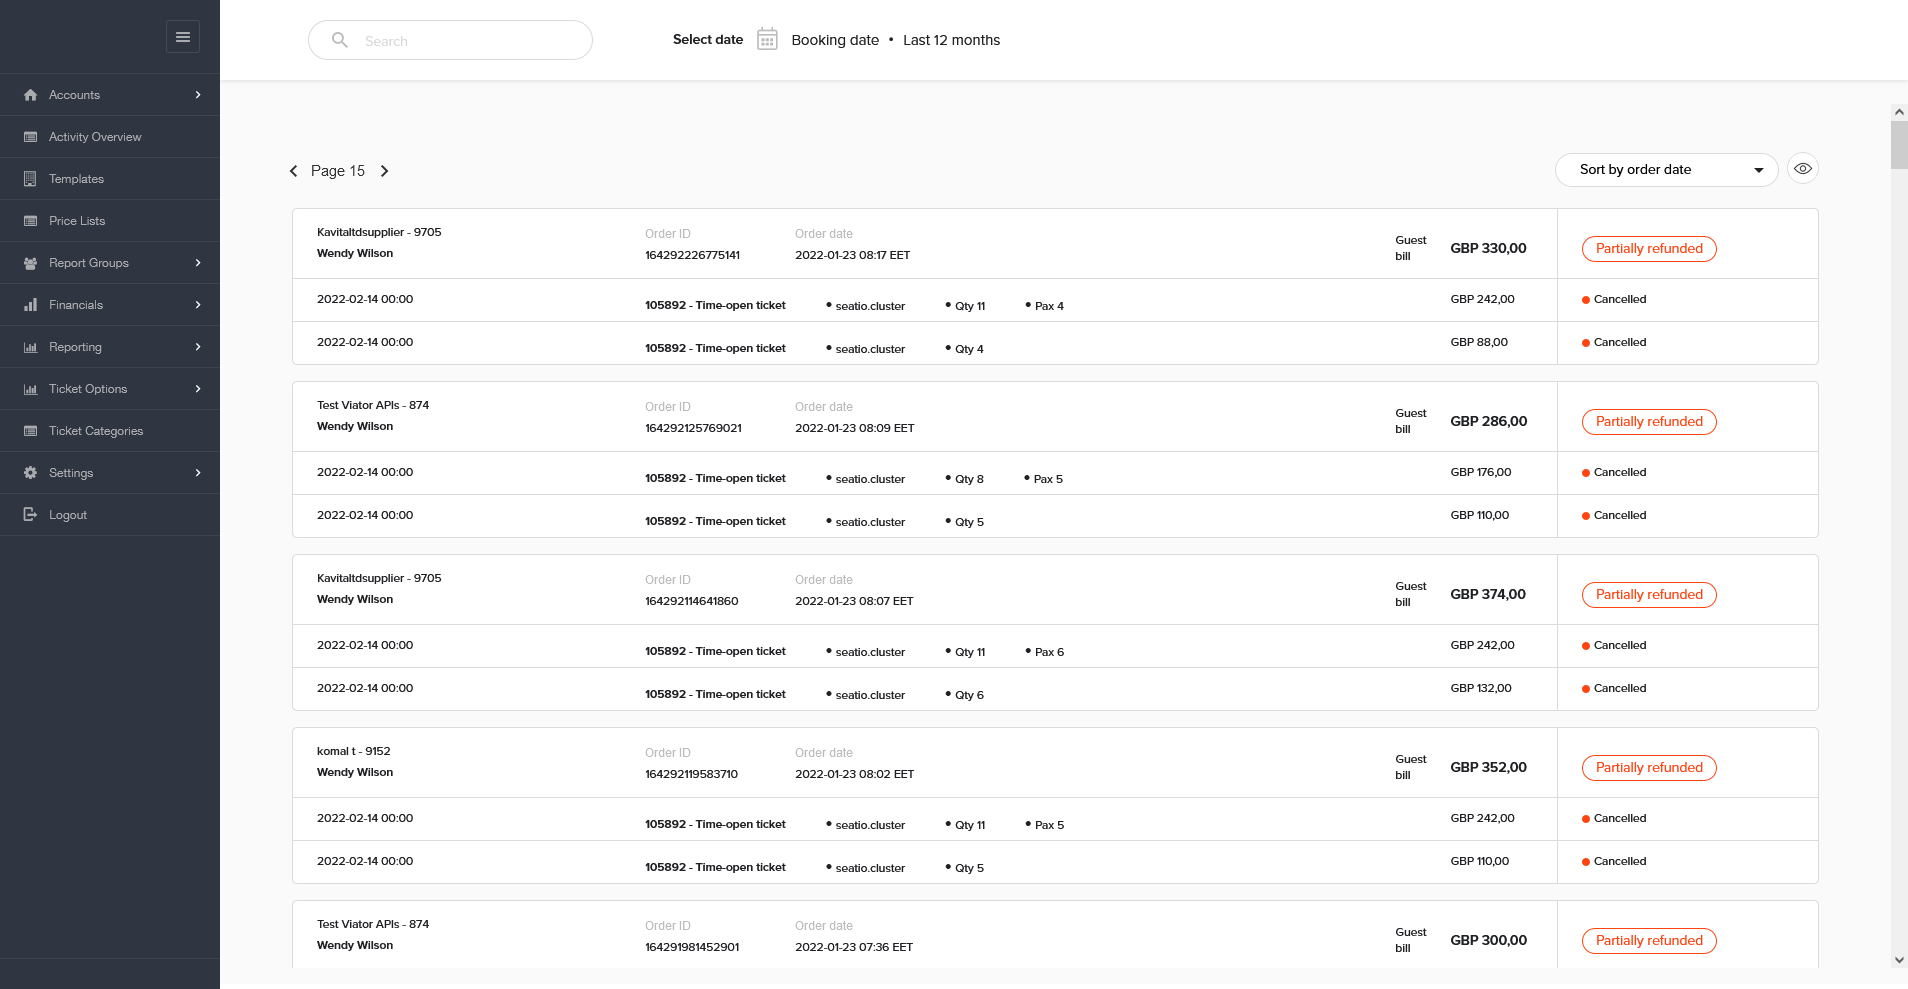 Search
Select date Booking date • Last 12 months
Accounts
Activity Overview
Templates
Price Lists
Report Groups
Financials
Reporting
Ticket Options
Ticket Categories
Settings
Logout
Page 15
Sort by order date
Kavitaltdsupplier - 9705
Wendy Wilson
Order ID
164292226775141
Order date
2022-01-23 08:17 EET
Guest
bill
GBP 330,00
Partially refunded
2022-02-14 00:00 105892 - Time-open ticket • seatio.cluster • Qty 11 • Pax 4 GBP 242,00 Cancelled
2022-02-14 00:00 105892 - Time-open ticket • seatio.cluster • Qty 4 GBP 88,00 Cancelled
Test Viator APIs - 874
Wendy Wilson
Order ID
164292125769021
Order date
2022-01-23 08:09 EET
Guest
bill
GBP 286,00
Partially refunded
2022-02-14 00:00 105892 - Time-open ticket • seatio.cluster • Qty 8 • Pax 5 GBP 176,00 Cancelled
2022-02-14 00:00 105892 - Time-open ticket • seatio.cluster • Qty 5 GBP 110,00 Cancelled
Kavitaltdsupplier - 9705
Wendy Wilson
Order ID
164292114641860
Order date
2022-01-23 08:07 EET
Guest
bill
GBP 374,00
Partially refunded
2022-02-14 00:00 105892 - Time-open ticket • seatio.cluster • Qty 11 • Pax 6 GBP 242,00 Cancelled
2022-02-14 00:00 105892 - Time-open ticket • seatio.cluster • Qty 6 GBP 132,00 Cancelled
komal t - 9152
Wendy Wilson
Order ID
164292119583710
Order date
2022-01-23 08:02 EET
Guest
bill
GBP 352,00
Partially refunded
2022-02-14 00:00 105892 - Time-open ticket • seatio.cluster • Qty 11 • Pax 5 GBP 242,00 Cancelled
2022-02-14 00:00 105892 - Time-open ticket • seatio.cluster • Qty 5 GBP 110,00 Cancelled
Test Viator APIs - 874
Wendy Wilson
Order ID
164291981452901
Order date
2022-01-23 07:36 EET
Guest
bill
GBP 300,00
Partially refunded